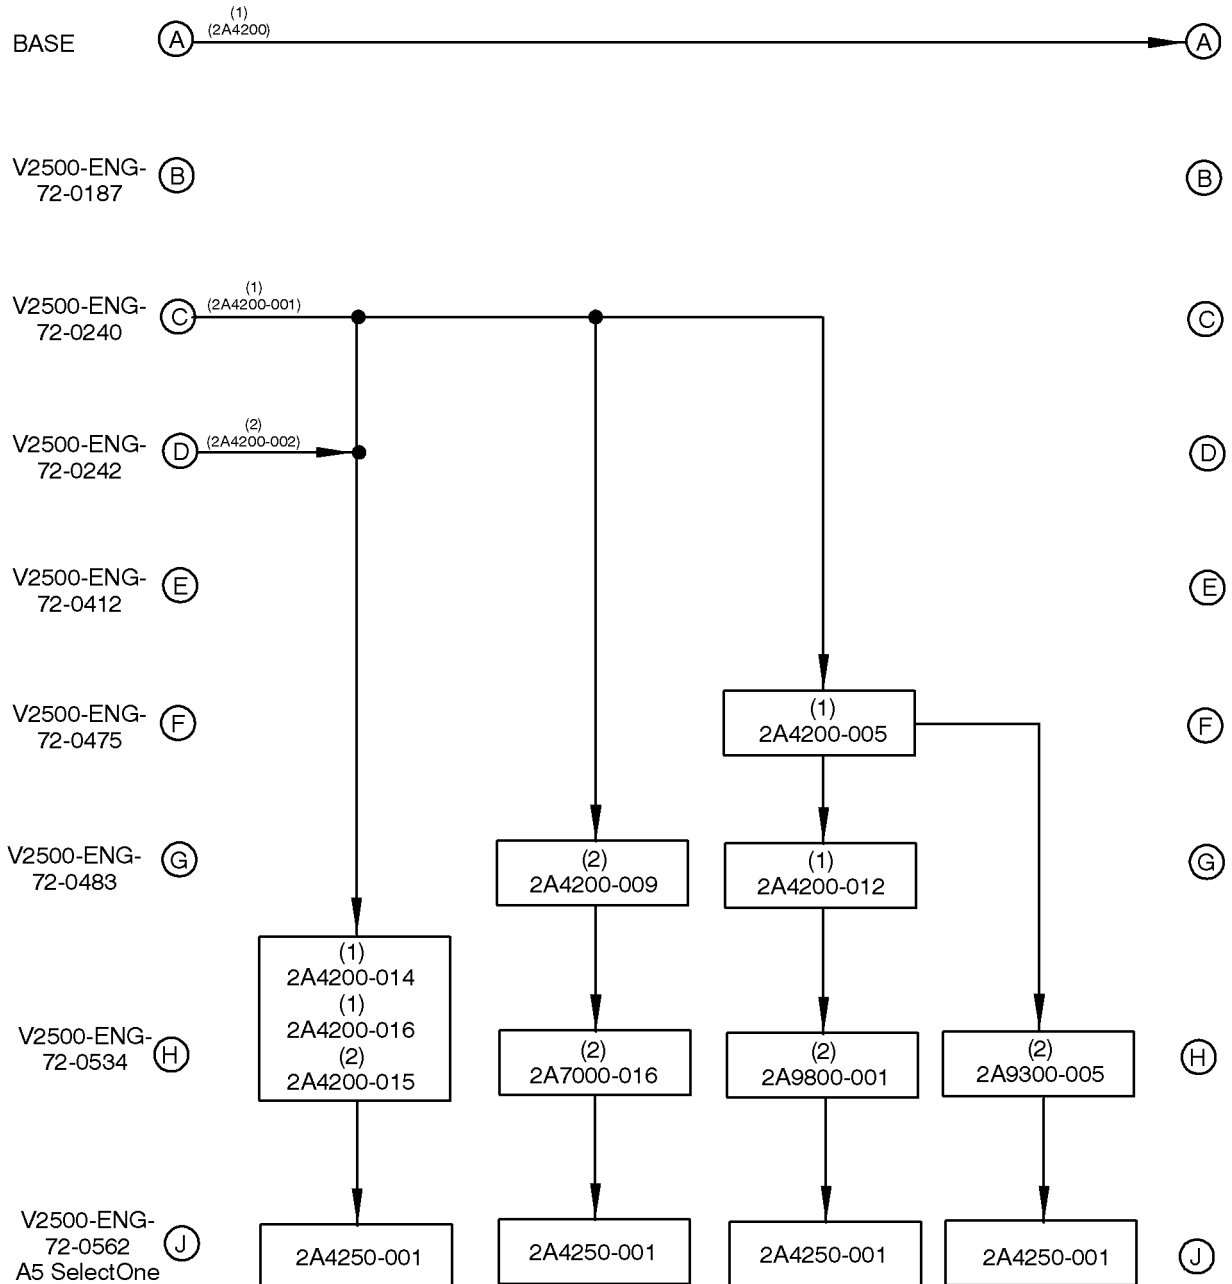 (1)
(2A4200)
BASE A A
V2500-ENG-
72-0187
B B
V2500-ENG-
72-0240
C
(1)
(2A4200-001)
C
V2500-ENG-
72-0242
D
(2)
(2A4200-002)
D
V2500-ENG-
72-0412
E E
V2500-ENG-
72-0475
F
(1)
2A4200-005
F
V2500-ENG-
72-0483
G
(2)
2A4200-009
(1)
2A4200-012
G
(1)
2A4200-014
(1)
2A4200-016
(2)
2A4200-015
V2500-ENG-
72-0534
H
(2)
2A7000-016
(2)
2A9800-001
(2)
2A9300-005
H
V2500-ENG-
72-0562
A5 SelectOne
J
2A4250-001
2A4250-001
2A4250-001
2A4250-001
J